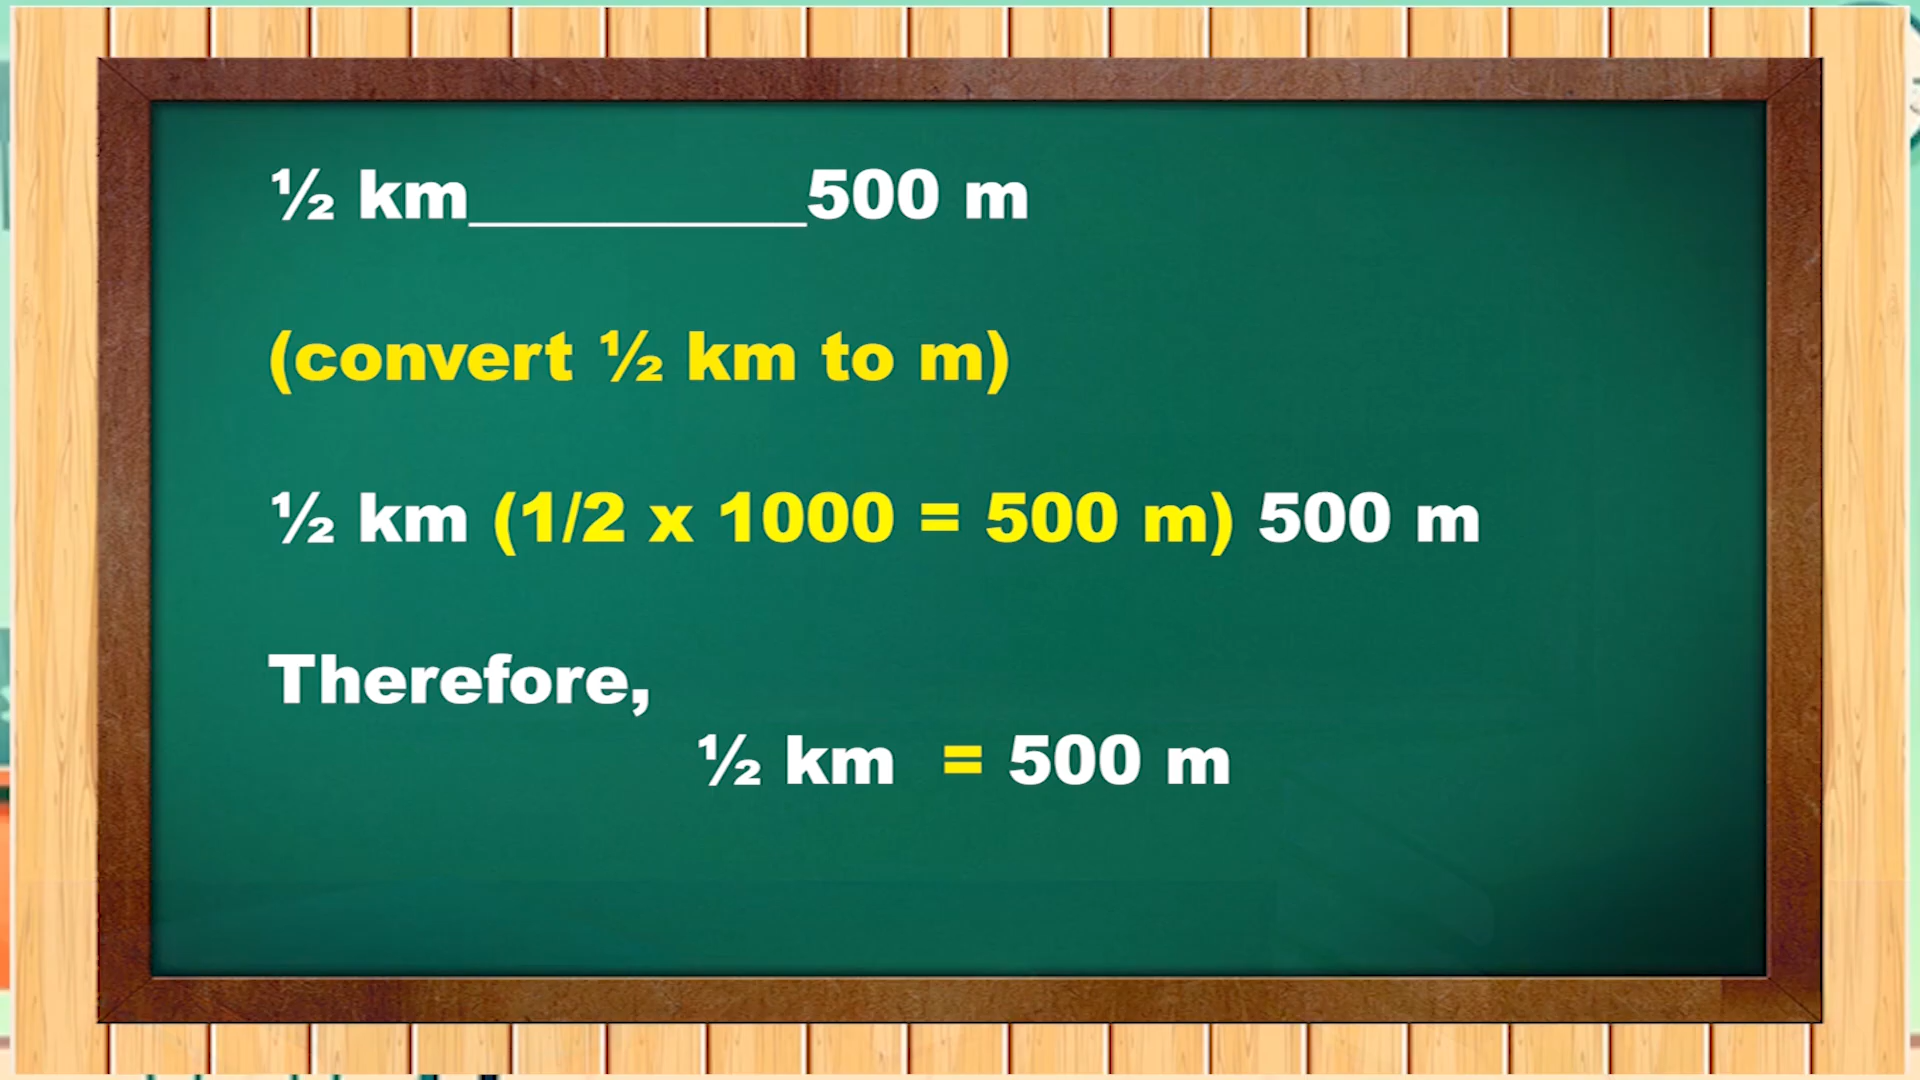 ½ km__________500 m
(convert ½ km to m)
½ km (1/2 x 1000 = 500 m) 500 m
Therefore,
½ km = 500 m